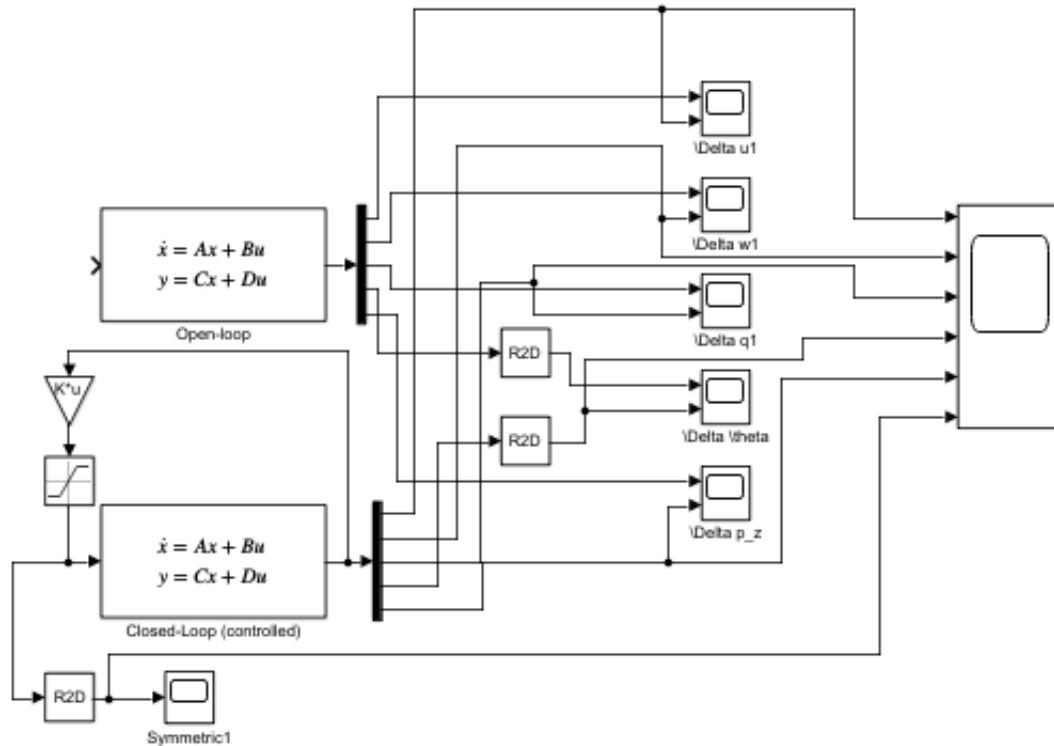 \Delta u1
\Delta w1
ẋ = Ax + Bu
y = Cx + Du
Open-loop
\Delta q1
R2D
K*u
\Delta \theta
R2D
\Delta p_z
ẋ = Ax + Bu
y = Cx + Du
Closed-Loop (controlled)
R2D
Symmetric1